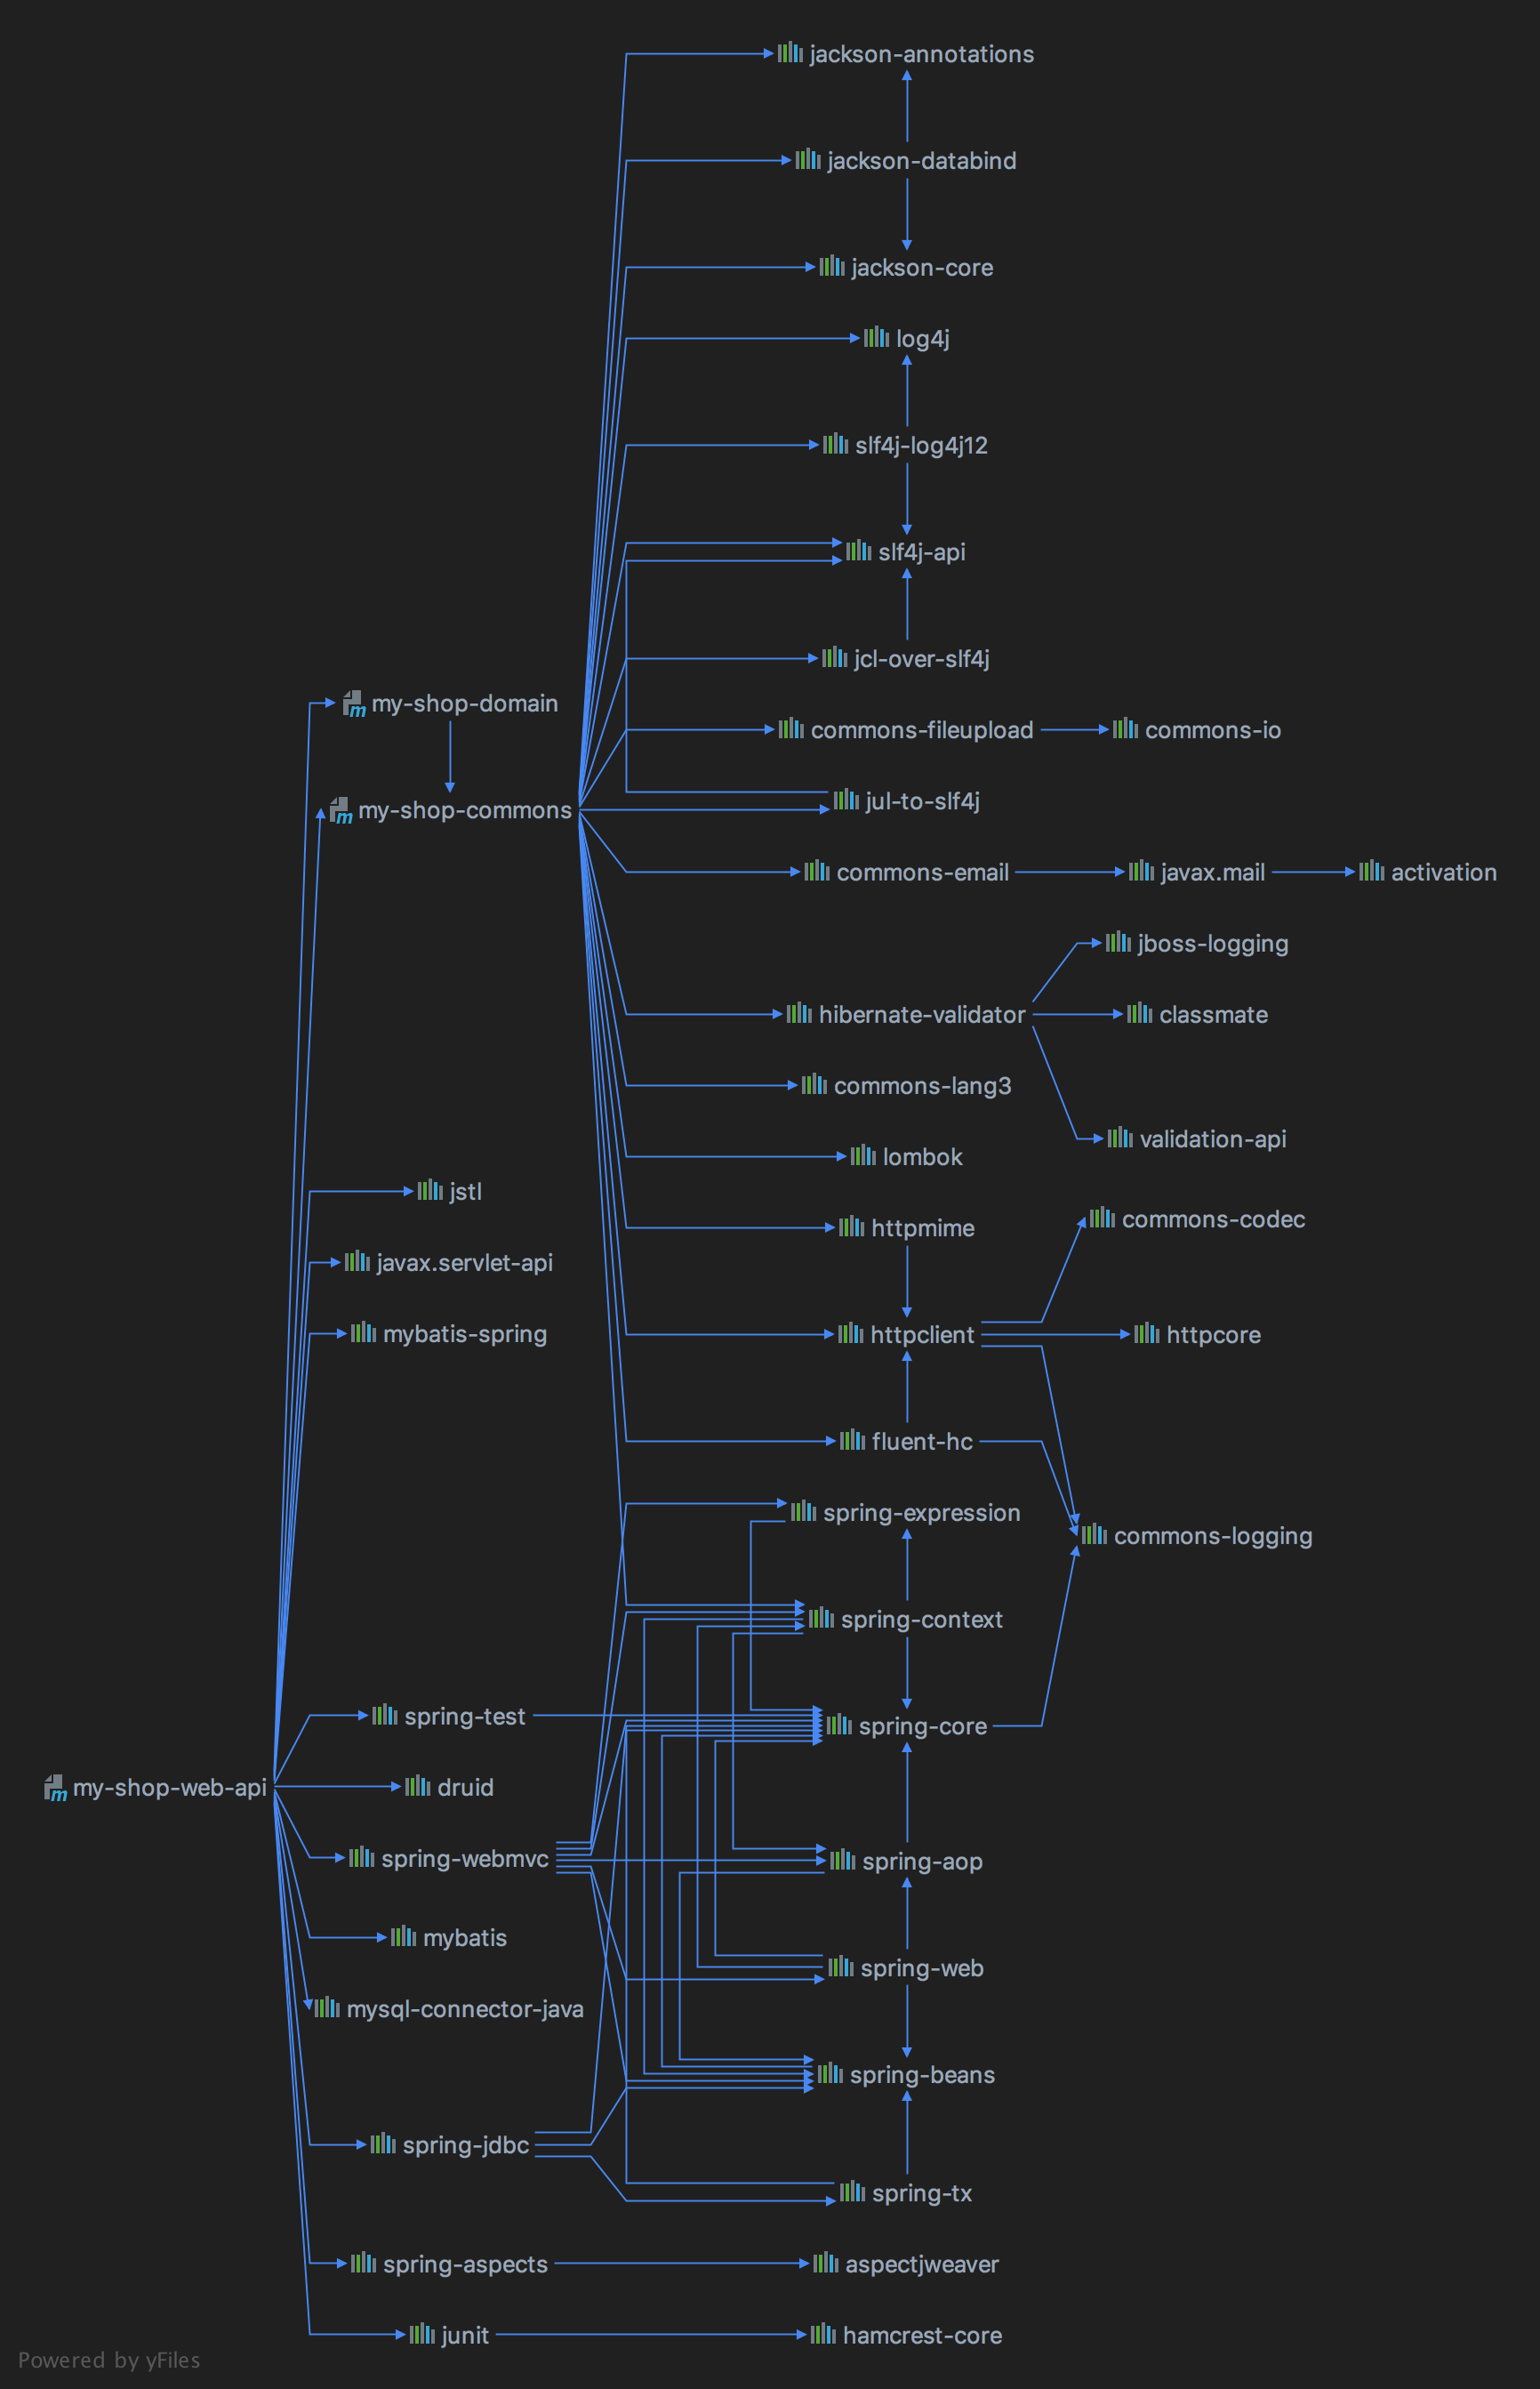 jackson-annotations
jackson-databind
jackson-core
log4j
slf4j-log4j12
slf4j-api
jcl-over-slf4j
my-shop-domain
commons-fileupload
commons-io
jul-to-slf4j
my-shop-commons
commons-email
javax.mail
activation
jboss-logging
hibernate-validator
classmate
commons-lang3
validation-api
lombok
jstl
commons-codec
httpmime
javax.servlet-api
mybatis-spring
httpclient
httpcore
fluent-hc
spring-expression
commons-logging
spring-context
spring-test
spring-core
my-shop-web-api
druid
spring-webmvc
spring-aop
mybatis
spring-web
mysql-connector-java
spring-beans
spring-jdbc
spring-tx
spring-aspects
aspectjweaver
junit
hamcrest-core
Powered by yFiles